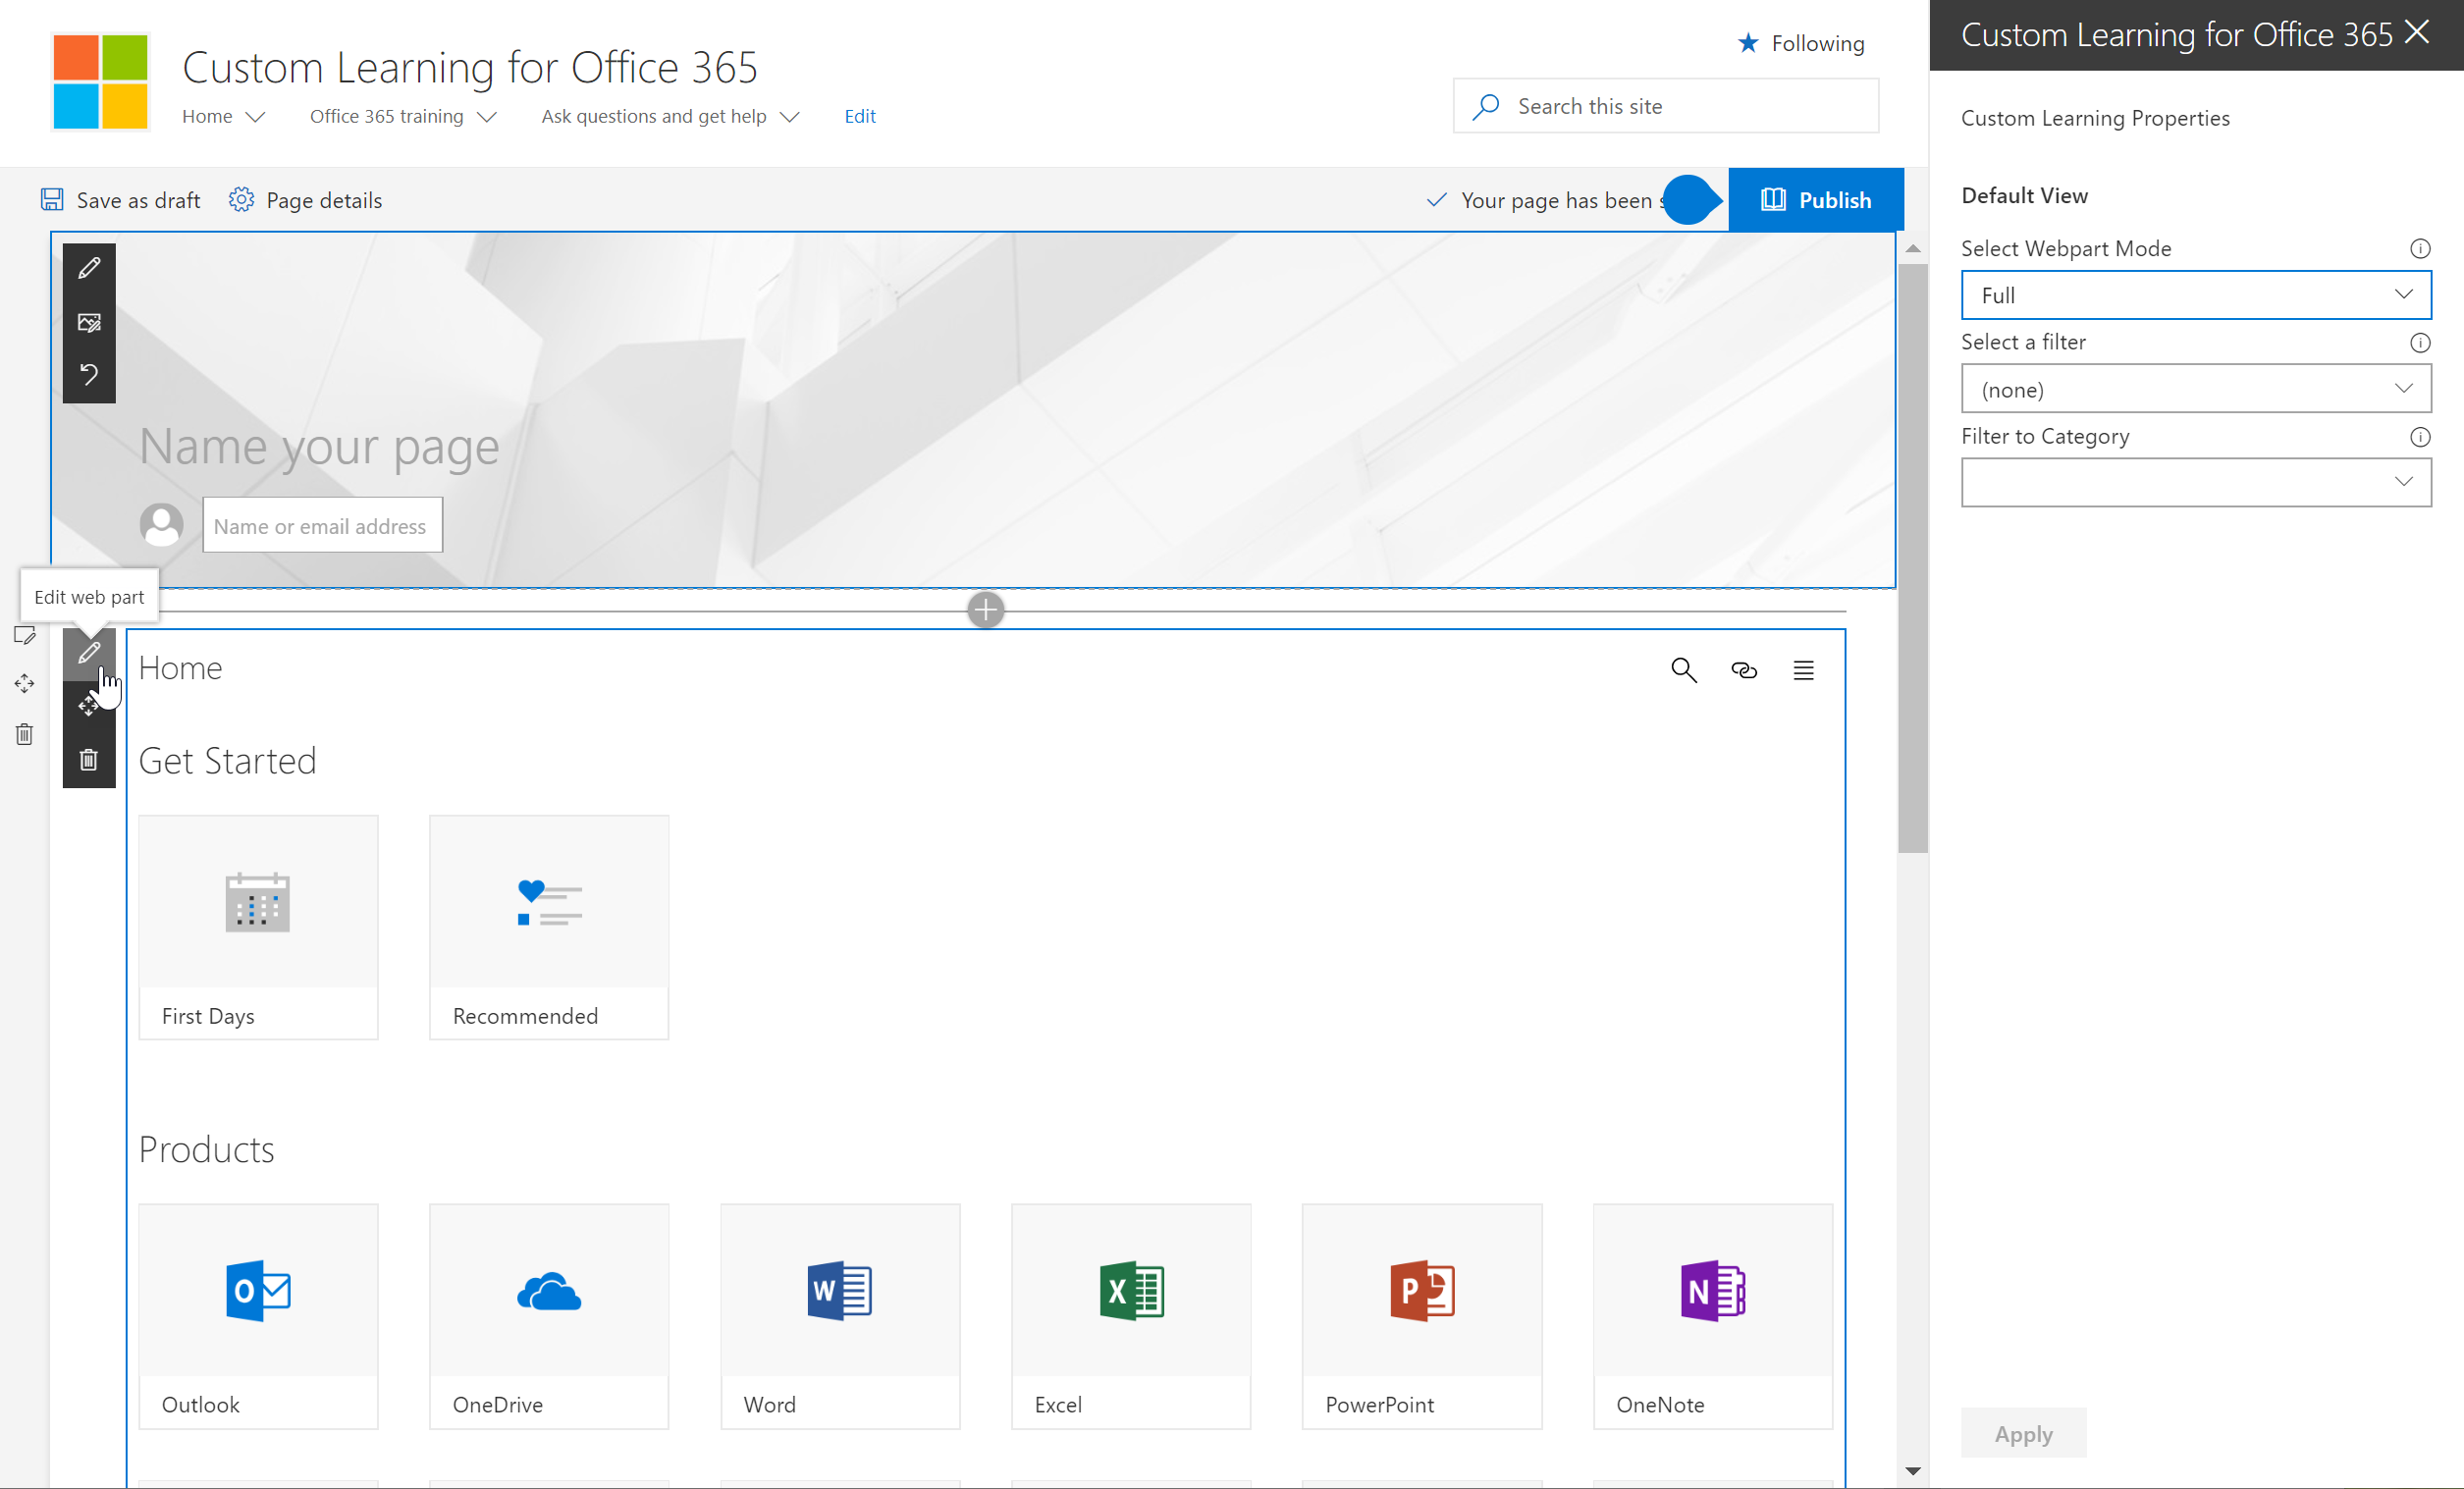 Custom Learning for Office 365
Following
Home
Office 365 training
Ask questions and get help
Edit
Search this site
Save as draft
Page details
Your page has been
Publish
Name your page
Name or email address
Edit web part
Home
Get Started
First Days
Recommended
Products
O
W
X
P
N
Outlook
OneDrive
Word
Excel
PowerPoint
OneNote
Custom Learning for Office 365
Custom Learning Properties
Default View
Select Webpart Mode
Full
Select a filter
(none)
Filter to Category
Apply